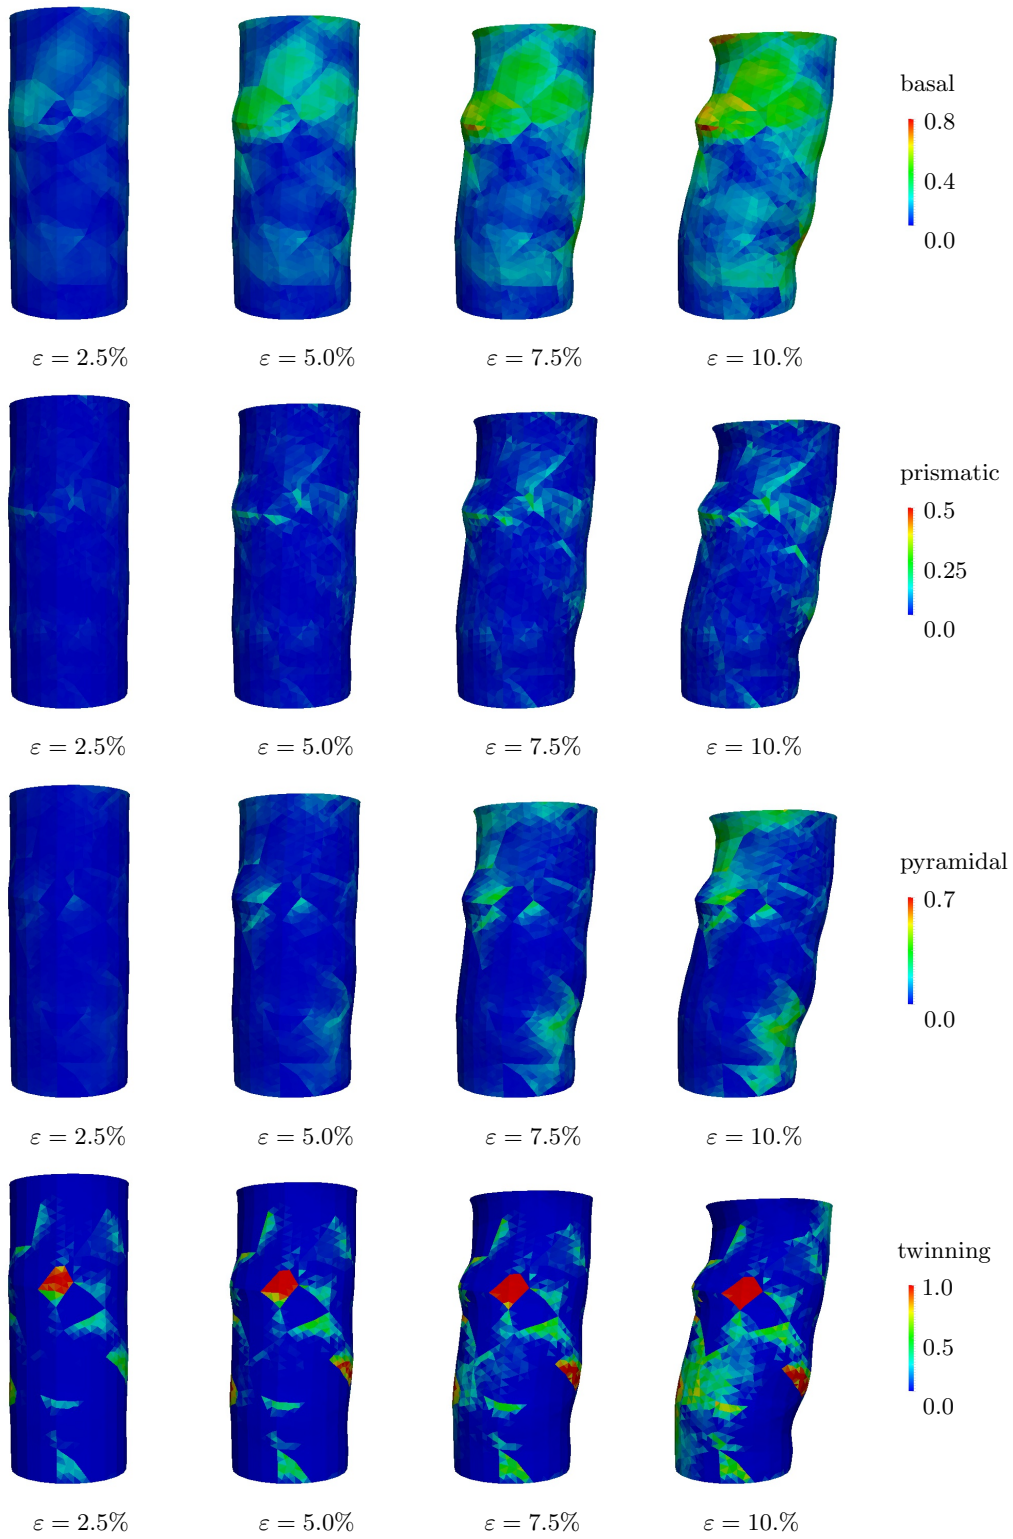 basal
0.8
0.4
0.0
ε = 2.5% ε = 5.0% ε = 7.5% ε = 10.%
prismatic
0.5
0.25
0.0
ε = 2.5% ε = 5.0% ε = 7.5% ε = 10.%
pyramidal
0.7
0.0
ε = 2.5% ε = 5.0% ε = 7.5% ε = 10.%
twinning
1.0
0.5
0.0
ε = 2.5% ε = 5.0% ε = 7.5% ε = 10.%